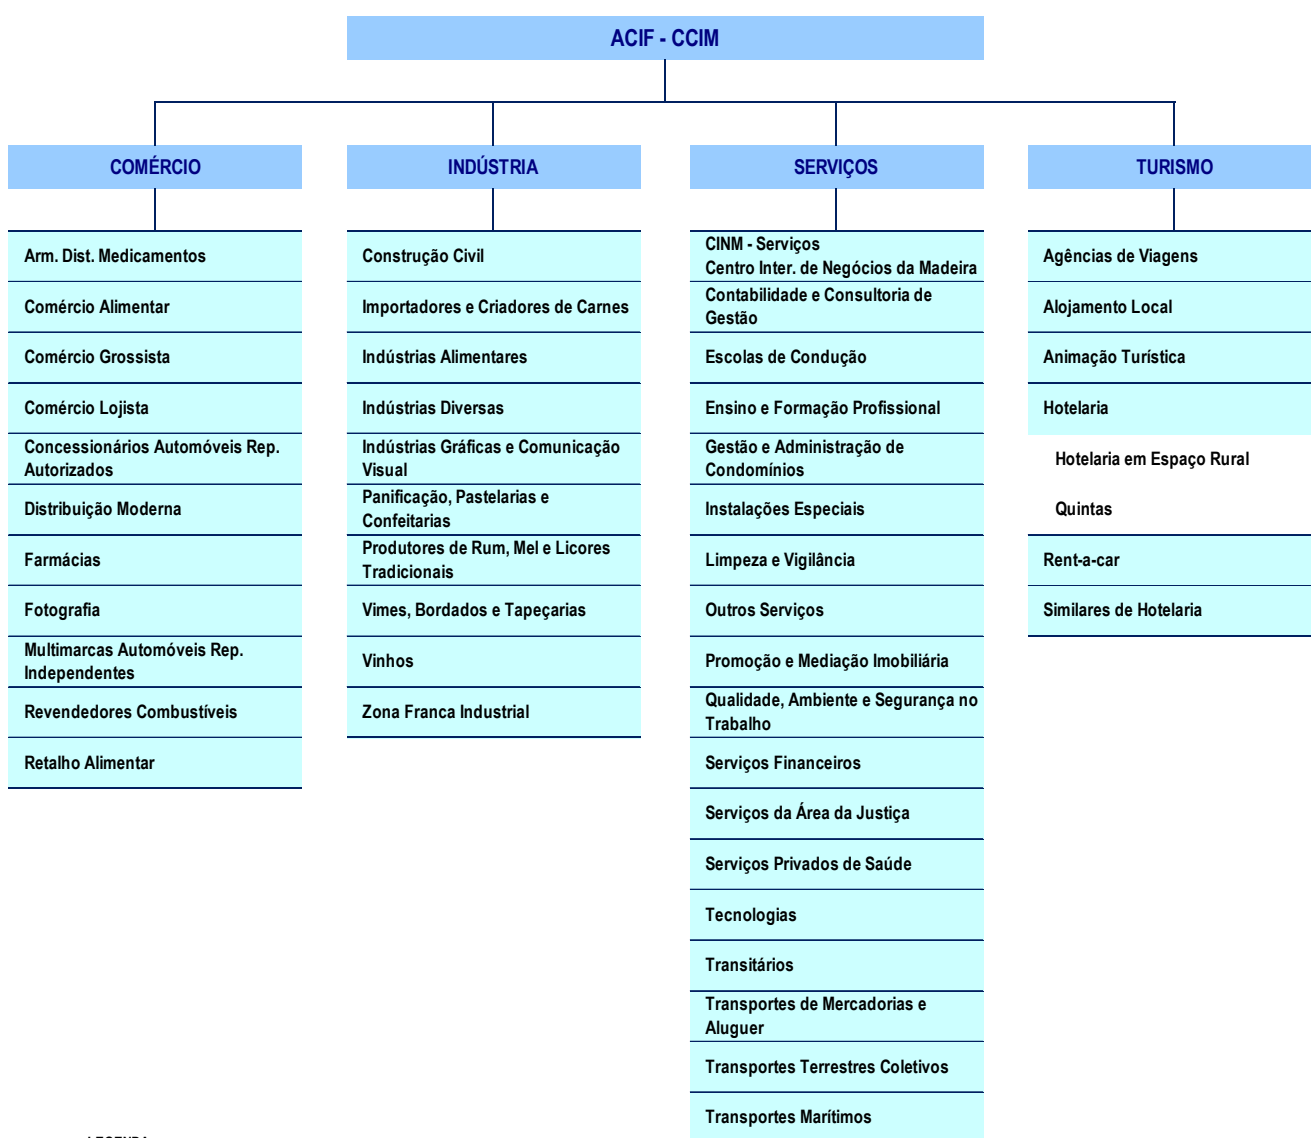 ACIF - CCIM
COMÉRCIO
Arm. Dist. Medicamentos
Comércio Alimentar
Comércio Grossista
Comércio Lojista
Concessionários Automóveis Rep.
Autorizados
Distribuição Moderna
Farmácias
Fotografia
Multimarcas Automóveis Rep.
Independentes
Revendedores Combustíveis
Retalho Alimentar
INDÚSTRIA
Construção Civil
Importadores e Criadores de Carnes
Indústrias Alimentares
Indústrias Diversas
Indústrias Gráficas e Comunicação
Visual
Panificação, Pastelarias e
Confeitarias
Produtores de Rum, Mel e Licores
Tradicionais
Vimes, Bordados e Tapeçarias
Vinhos
Zona Franca Industrial
SERVIÇOS
CINM - Serviços
Centro Inter. de Negócios da Madeira
Contabilidade e Consultoria de
Gestão
Escolas de Condução
Ensino e Formação Profissional
Gestão e Administração de
Condomínios
Instalações Especiais
Limpeza e Vigilância
Outros Serviços
Promoção e Mediação Imobiliária
Qualidade, Ambiente e Segurança no
Trabalho
Serviços Financeiros
Serviços da Área da Justiça
Serviços Privados de Saúde
Tecnologias
Transitários
Transportes de Mercadorias e
Aluguer
Transportes Terrestres Coletivos
Transportes Marítimos
TURISMO
Agências de Viagens
Alojamento Local
Animação Turística
Hotelaria
Hotelaria em Espaço Rural
Quintas
Rent-a-car
Similares de Hotelaria